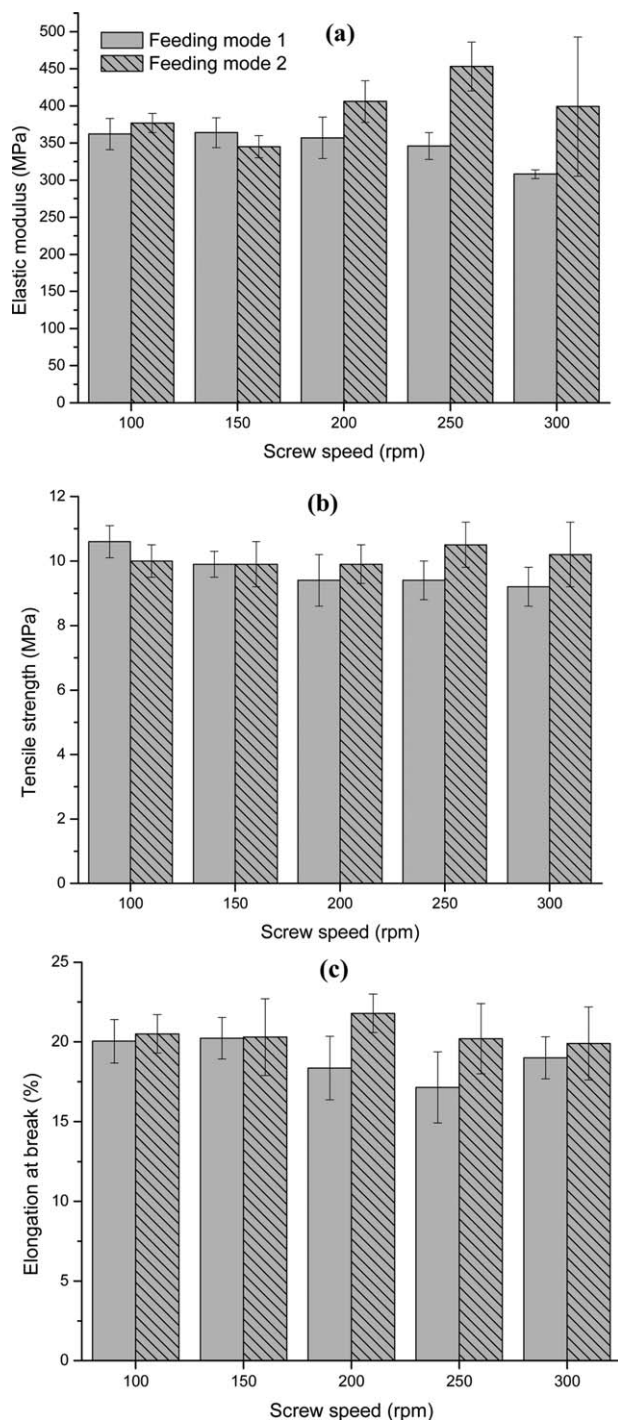 (a)
Feeding mode 1
Feeding mode 2
500
450
400
350
300
250
200
150
100
50
0
Elastic modulus (MPa)
100 150 200 250 300
Screw speed (rpm)
(b)
12
10
8
6
4
2
0
Tensile strength (MPa)
100 150 200 250 300
Screw speed (rpm)
(c)
25
20
15
10
5
0
Elongation at break (%)
100 150 200 250 300
Screw speed (rpm)